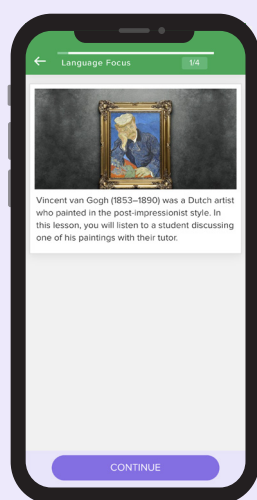 Language Focus 1/4
Vincent van Gogh (1853–1890) was a Dutch artist
who painted in the post-impressionist style. In
this lesson, you will listen to a student discussing
one of his paintings with their tutor.
CONTINUE